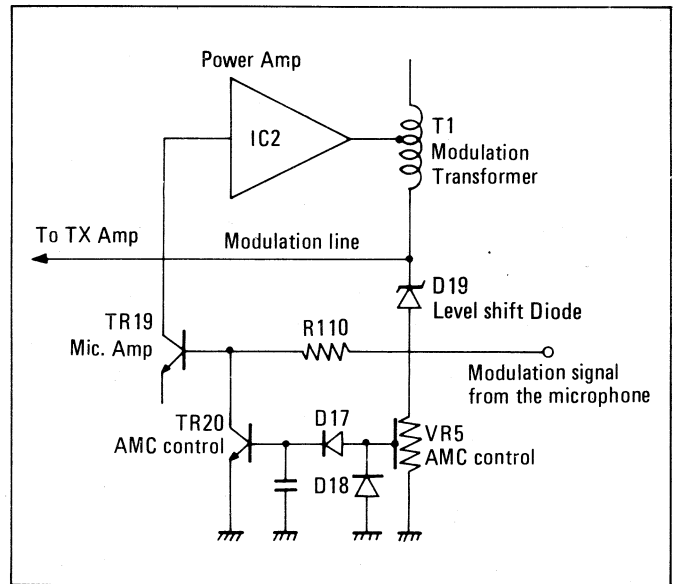 Power Amp
IC2
T1
Modulation
Transformer
To TX Amp
Modulation line
D19
Level shift Diode
TR19
Mic. Amp
R110
Modulation signal
from the microphone
TR20
AMC control
D17
D18
VR5
AMC control